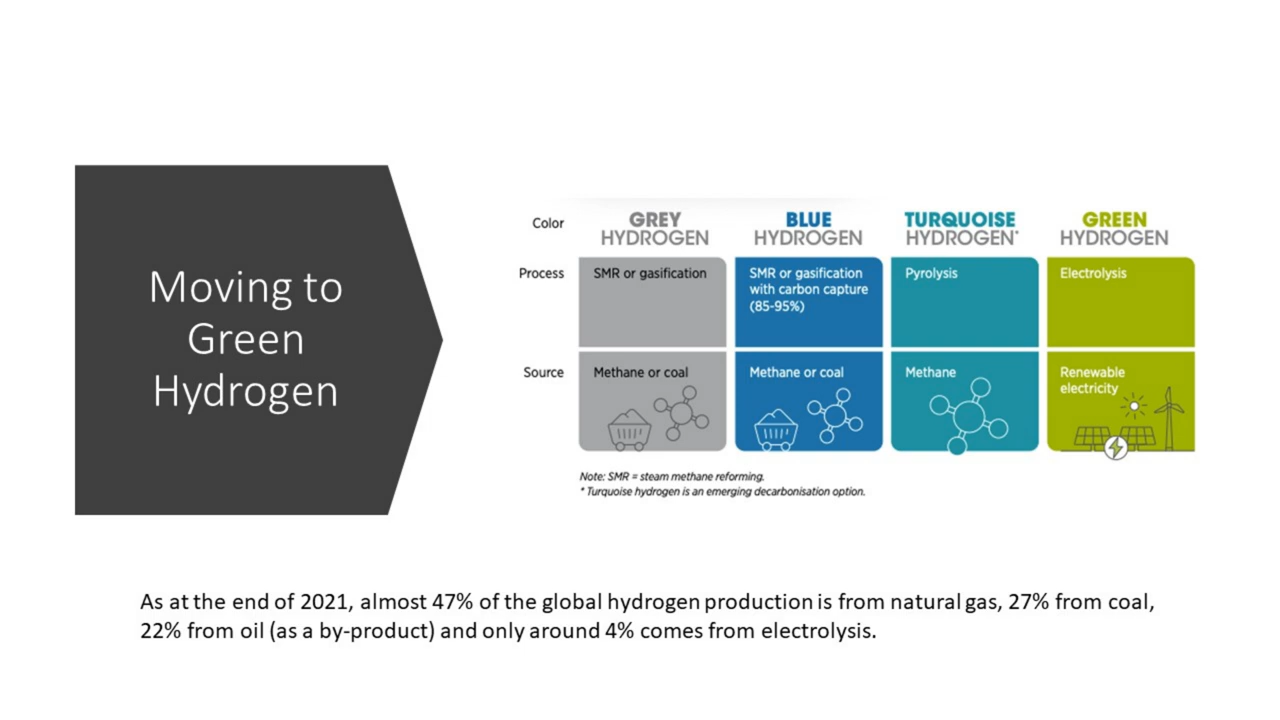 Moving to
Green
Hydrogen
Color
GREY
HYDROGEN
BLUE
HYDROGEN
TURQUOISE
HYDROGEN*
GREEN
HYDROGEN
Process
SMR or gasification
SMR or gasification
with carbon capture
(85-95%)
Pyrolysis
Electrolysis
Source
Methane or coal
Methane or coal
Methane
Renewable
electricity
Note: SMR = steam methane reforming.
* Turquoise hydrogen is an emerging decarbonisation option.
As at the end of 2021, almost 47% of the global hydrogen production is from natural gas, 27% from coal,
22% from oil (as a by-product) and only around 4% comes from electrolysis.